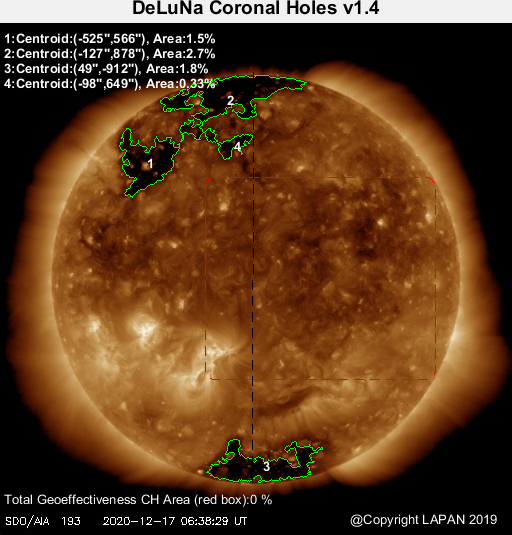 DeLuNa Coronal Holes v1.4
1:Centroid:(-525",566"), Area:1.5%
2:Centroid:(-127",878"), Area:2.7%
3:Centroid:(49",-912"), Area:1.8%
4:Centroid:(-98",649"), Area:0.33%
2
4
1
3
Total Geoeffectiveness CH Area (red box):0 %
SDO/AIA 193 2020-12-17 06:38:29 UT
@Copyright LAPAN 2019